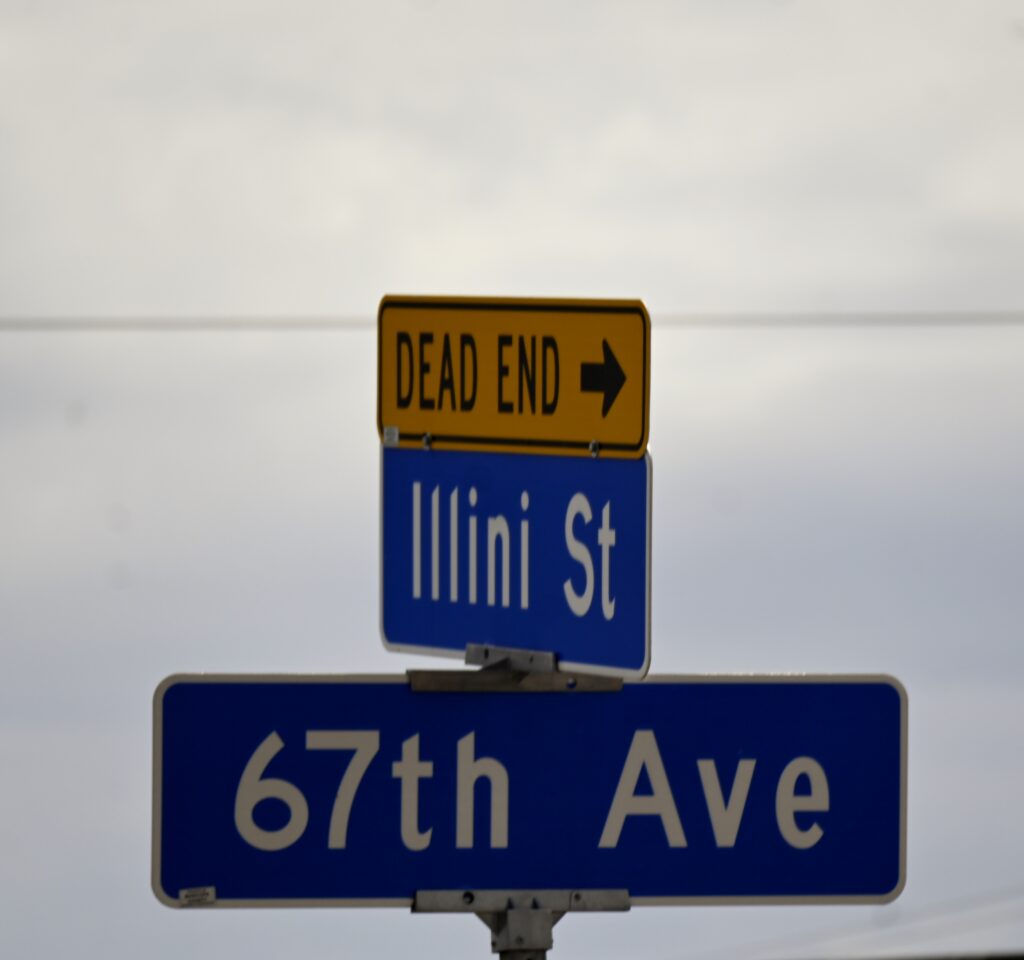 DEAD END
Illini St
67th Ave